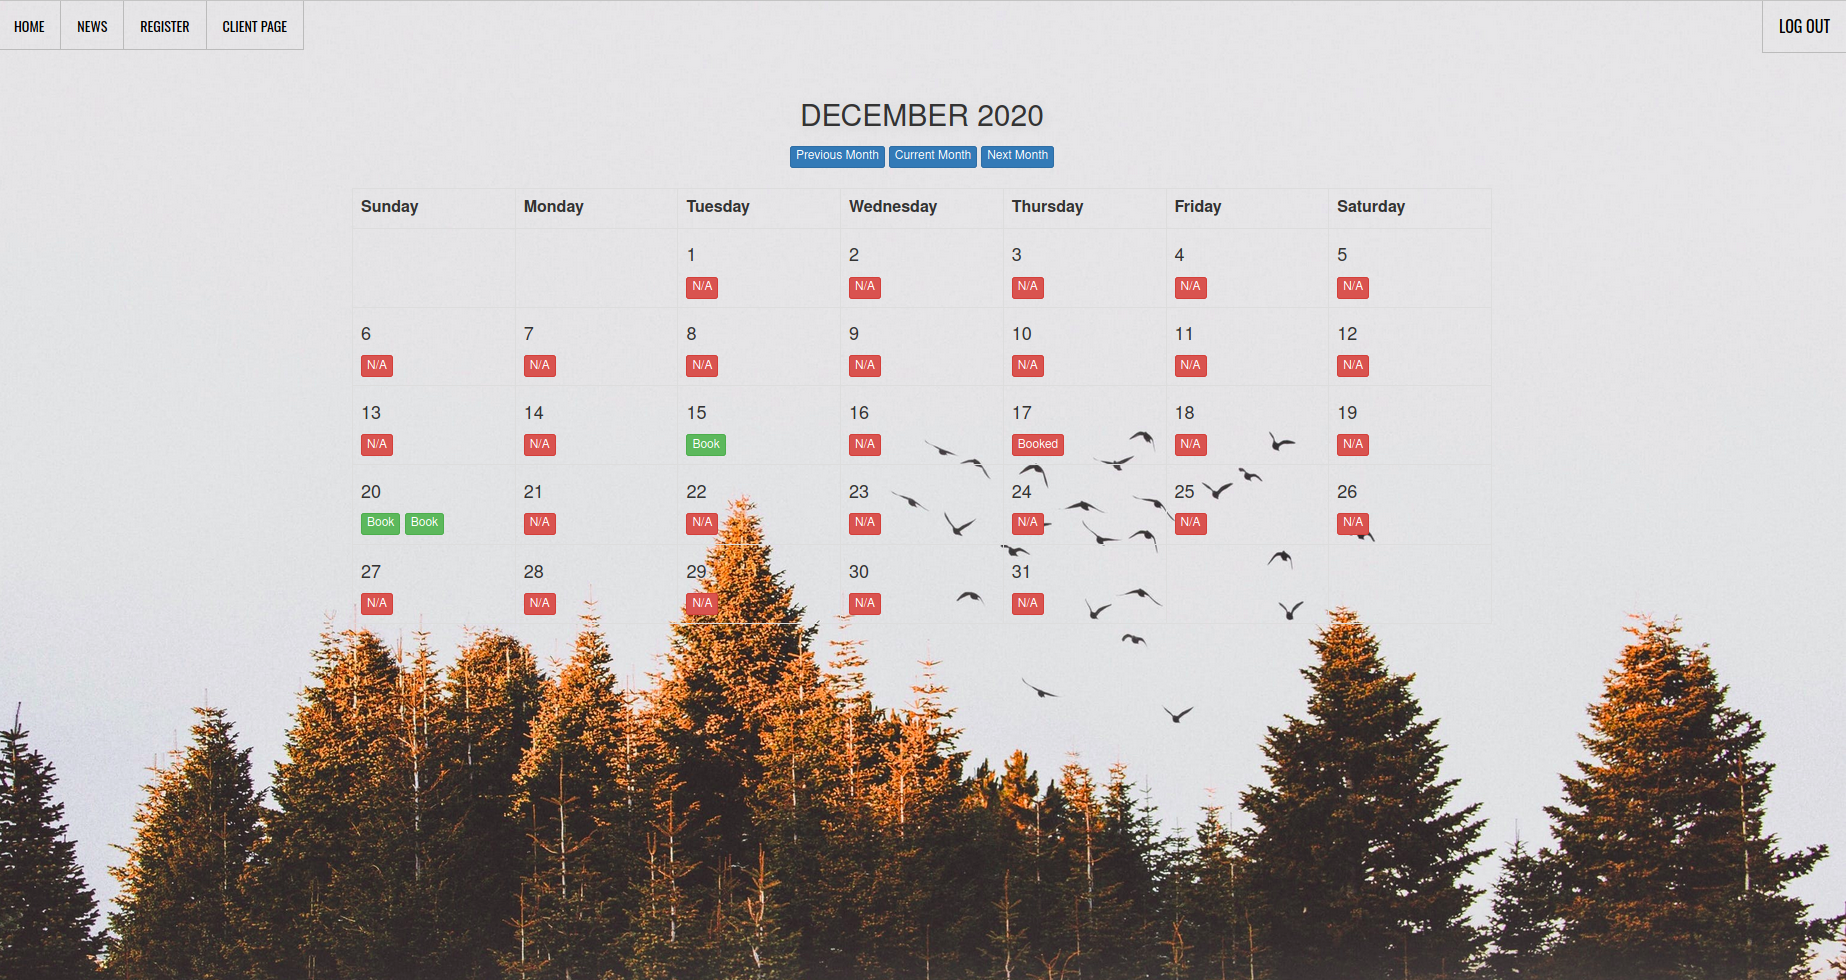 HOME NEWS REGISTER CLIENT PAGE LOG OUT
DECEMBER 2020
Previous Month Current Month Next Month
Sunday Monday Tuesday Wednesday Thursday Friday Saturday
1 2 3 4 5
N/A N/A N/A N/A N/A
6 7 8 9 10 11 12
N/A N/A N/A N/A N/A N/A N/A
13 14 15 16 17 18 19
N/A N/A Book N/A Booked N/A N/A
20 21 22 23 24 25 26
Book Book N/A N/A N/A N/A N/A N/A
27 28 29 30 31
N/A N/A N/A N/A N/A